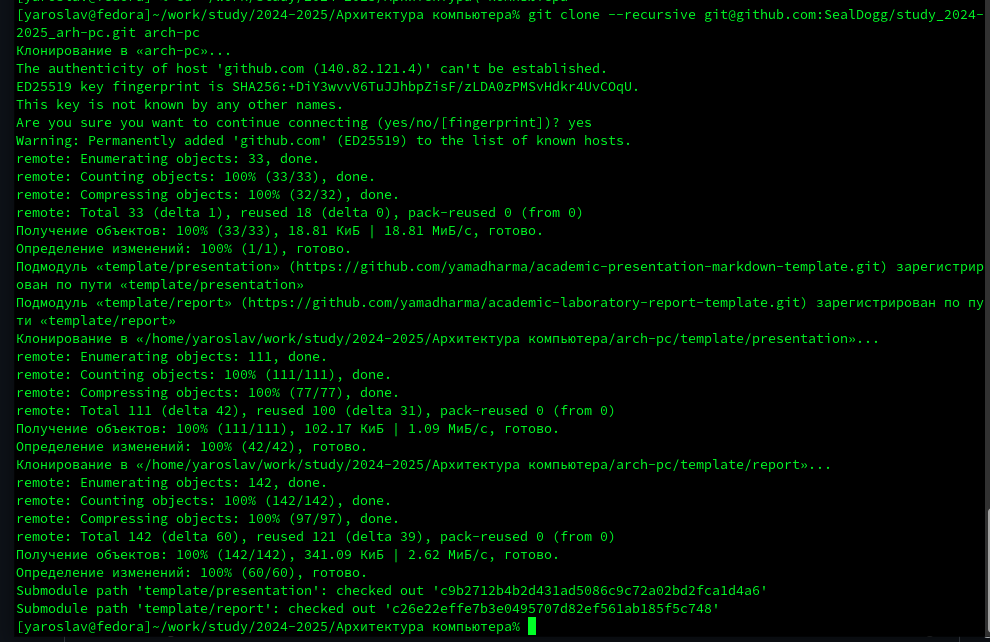 [yaroslav@fedora]~/work/study/2024-2025/Архитектура компьютера% git clone --recursive git@github.com:SealDogg/study_2024-
2025_arh-pc.git arch-pc
Клонирование в «arch-pc»...
The authenticity of host 'github.com (140.82.121.4)' can't be established.
ED25519 key fingerprint is SHA256:+DiY3wvvV6TuJJhbpZisF/zLDA0zPMSvHdkr4UvCOqU.
This key is not known by any other names.
Are you sure you want to continue connecting (yes/no/[fingerprint])? yes
Warning: Permanently added 'github.com' (ED25519) to the list of known hosts.
remote: Enumerating objects: 33, done.
remote: Counting objects: 100% (33/33), done.
remote: Compressing objects: 100% (32/32), done.
remote: Total 33 (delta 1), reused 18 (delta 0), pack-reused 0 (from 0)
Получение объектов: 100% (33/33), 18.81 КиБ | 18.81 МиБ/с, готово.
Определение изменений: 100% (1/1), готово.
Подмодуль «template/presentation» (https://github.com/yamadharma/academic-presentation-markdown-template.git) зарегистрир
ован по пути «template/presentation»
Подмодуль «template/report» (https://github.com/yamadharma/academic-laboratory-report-template.git) зарегистрирован по пу
ти «template/report»
Клонирование в «/home/yaroslav/work/study/2024-2025/Архитектура компьютера/arch-pc/template/presentation»...
remote: Enumerating objects: 111, done.
remote: Counting objects: 100% (111/111), done.
remote: Compressing objects: 100% (77/77), done.
remote: Total 111 (delta 42), reused 100 (delta 31), pack-reused 0 (from 0)
Получение объектов: 100% (111/111), 102.17 КиБ | 1.09 МиБ/с, готово.
Определение изменений: 100% (42/42), готово.
Клонирование в «/home/yaroslav/work/study/2024-2025/Архитектура компьютера/arch-pc/template/report»...
remote: Enumerating objects: 142, done.
remote: Counting objects: 100% (142/142), done.
remote: Compressing objects: 100% (97/97), done.
remote: Total 142 (delta 60), reused 121 (delta 39), pack-reused 0 (from 0)
Получение объектов: 100% (142/142), 341.09 КиБ | 2.62 МиБ/с, готово.
Определение изменений: 100% (60/60), готово.
Submodule path 'template/presentation': checked out 'c9b2712b4b2d431ad5086c9c72a02bd2fca1d4a6'
Submodule path 'template/report': checked out 'c26e22effe7b3e0495707d82ef561ab185f5c748'
[yaroslav@fedora]~/work/study/2024-2025/Архитектура компьютера%